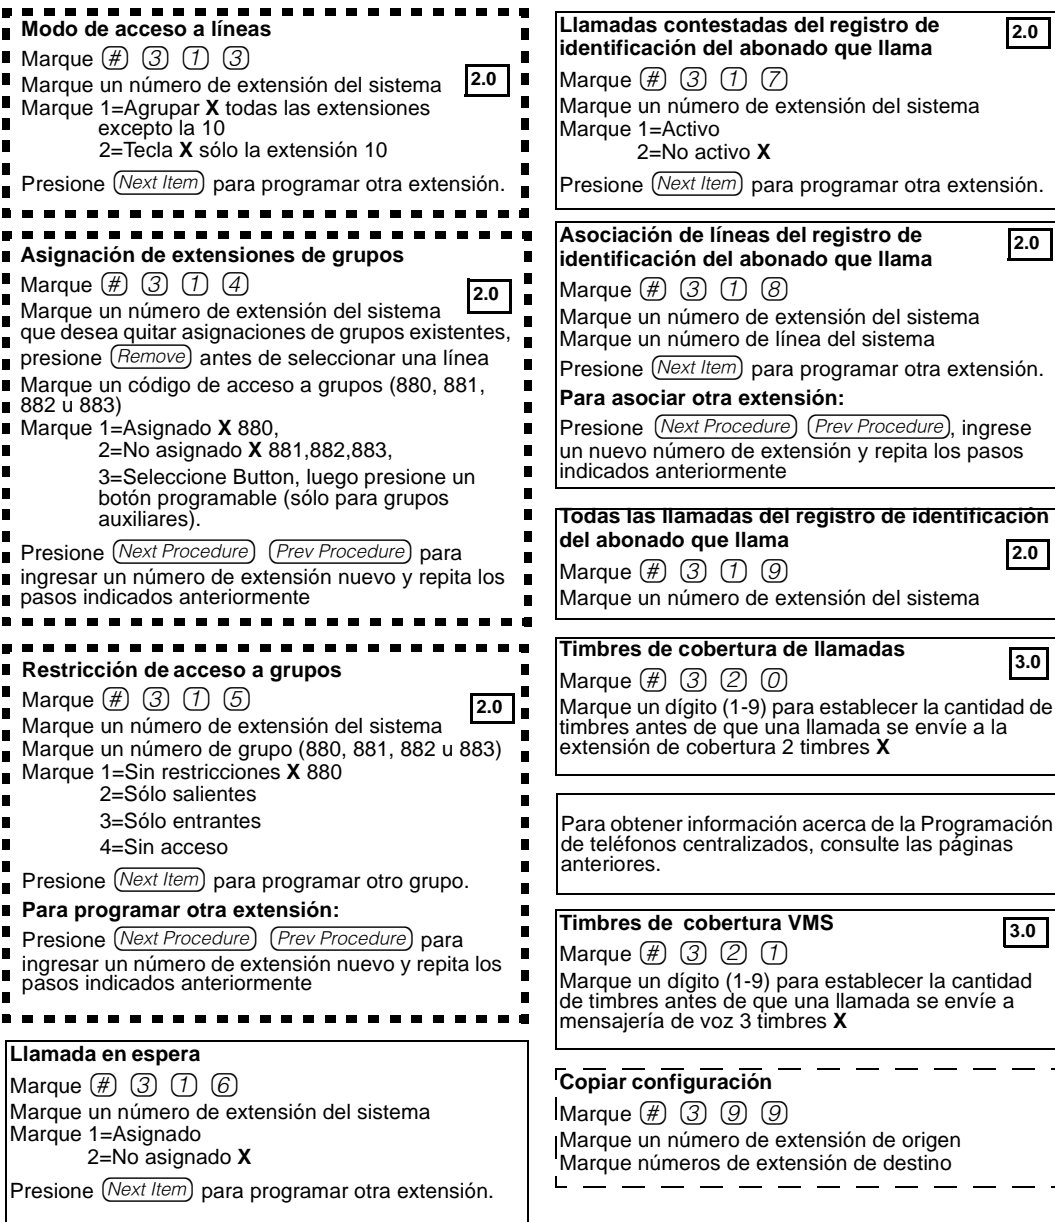 Modo de acceso a líneas
Marque # 3 1 3
Marque un número de extensión del sistema
2.0
Marque 1=Agrupar X todas las extensiones
excepto la 10
2=Tecla X sólo la extensión 10
Presione Next Item para programar otra extensión.
Asignación de extensiones de grupos
Marque # 3 1 4
2.0
Marque un número de extensión del sistema
que desea quitar asignaciones de grupos existentes,
presione Remove antes de seleccionar una línea
Marque un código de acceso a grupos (880, 881,
882 u 883)
Marque 1=Asignado X 880,
2=No asignado X 881,882,883,
3=Seleccione Button, luego presione un
botón programable (sólo para grupos
auxiliares).
Presione Next Procedure Prev Procedure para
ingresar un número de extensión nuevo y repita los
pasos indicados anteriormente
Restricción de acceso a grupos
Marque # 3 1 5
2.0
Marque un número de extensión del sistema
Marque un número de grupo (880, 881, 882 u 883)
Marque 1=Sin restricciones X 880
2=Sólo salientes
3=Sólo entrantes
4=Sin acceso
Presione Next Item para programar otro grupo.
Para programar otra extensión:
Presione Next Procedure Prev Procedure para
ingresar un número de extensión nuevo y repita los
pasos indicados anteriormente
Llamada en espera
Marque # 3 1 6
Marque un número de extensión del sistema
Marque 1=Asignado
2=No asignado X
Presione Next Item para programar otra extensión.
Llamadas contestadas del registro de
identificación del abonado que llama
2.0
Marque # 3 1 7
Marque un número de extensión del sistema
Marque 1=Activo
2=No activo X
Presione Next Item para programar otra extensión.
Asociación de líneas del registro de
identificación del abonado que llama
2.0
Marque # 3 1 8
Marque un número de extensión del sistema
Marque un número de línea del sistema
Presione Next Item para programar otra extensión.
Para asociar otra extensión:
Presione Next Procedure Prev Procedure, ingrese
un nuevo número de extensión y repita los pasos
indicados anteriormente
Todas las llamadas del registro de identificación
del abonado que llama
2.0
Marque # 3 1 9
Marque un número de extensión del sistema
Timbres de cobertura de llamadas
3.0
Marque # 3 2 0
Marque un dígito (1-9) para establecer la cantidad de
timbres antes de que una llamada se envíe a la
extensión de cobertura 2 timbres X
Para obtener información acerca de la Programación
de teléfonos centralizados, consulte las páginas
anteriores.
Timbres de cobertura VMS
3.0
Marque # 3 2 1
Marque un dígito (1-9) para establecer la cantidad
de timbres antes de que una llamada se envíe a
mensajería de voz 3 timbres X
Copiar configuración
Marque # 3 9 9
Marque un número de extensión de origen
Marque números de extensión de destino